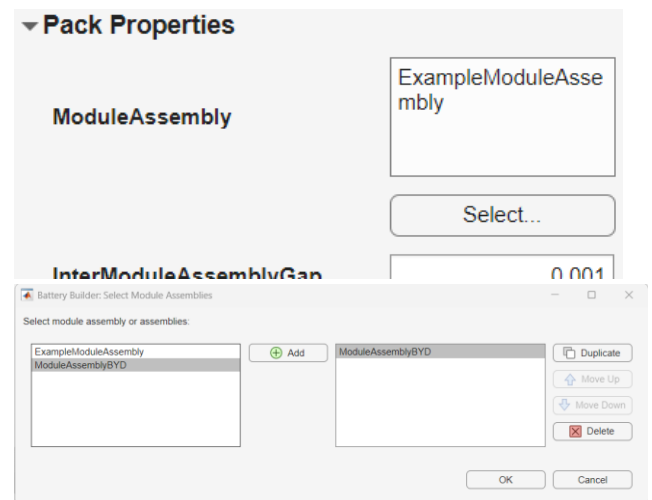 Pack Properties
ExampleModuleAsse
mbly
ModuleAssembly
Select...
InterModuleAssemblyGap
0.001
Battery Builder: Select Module Assemblies
Select module assembly or assemblies:
ExampleModuleAssembly
ModuleAssemblyBYD
Add
ModuleAssemblyBYD
Duplicate
Move Up
Move Down
Delete
OK
Cancel